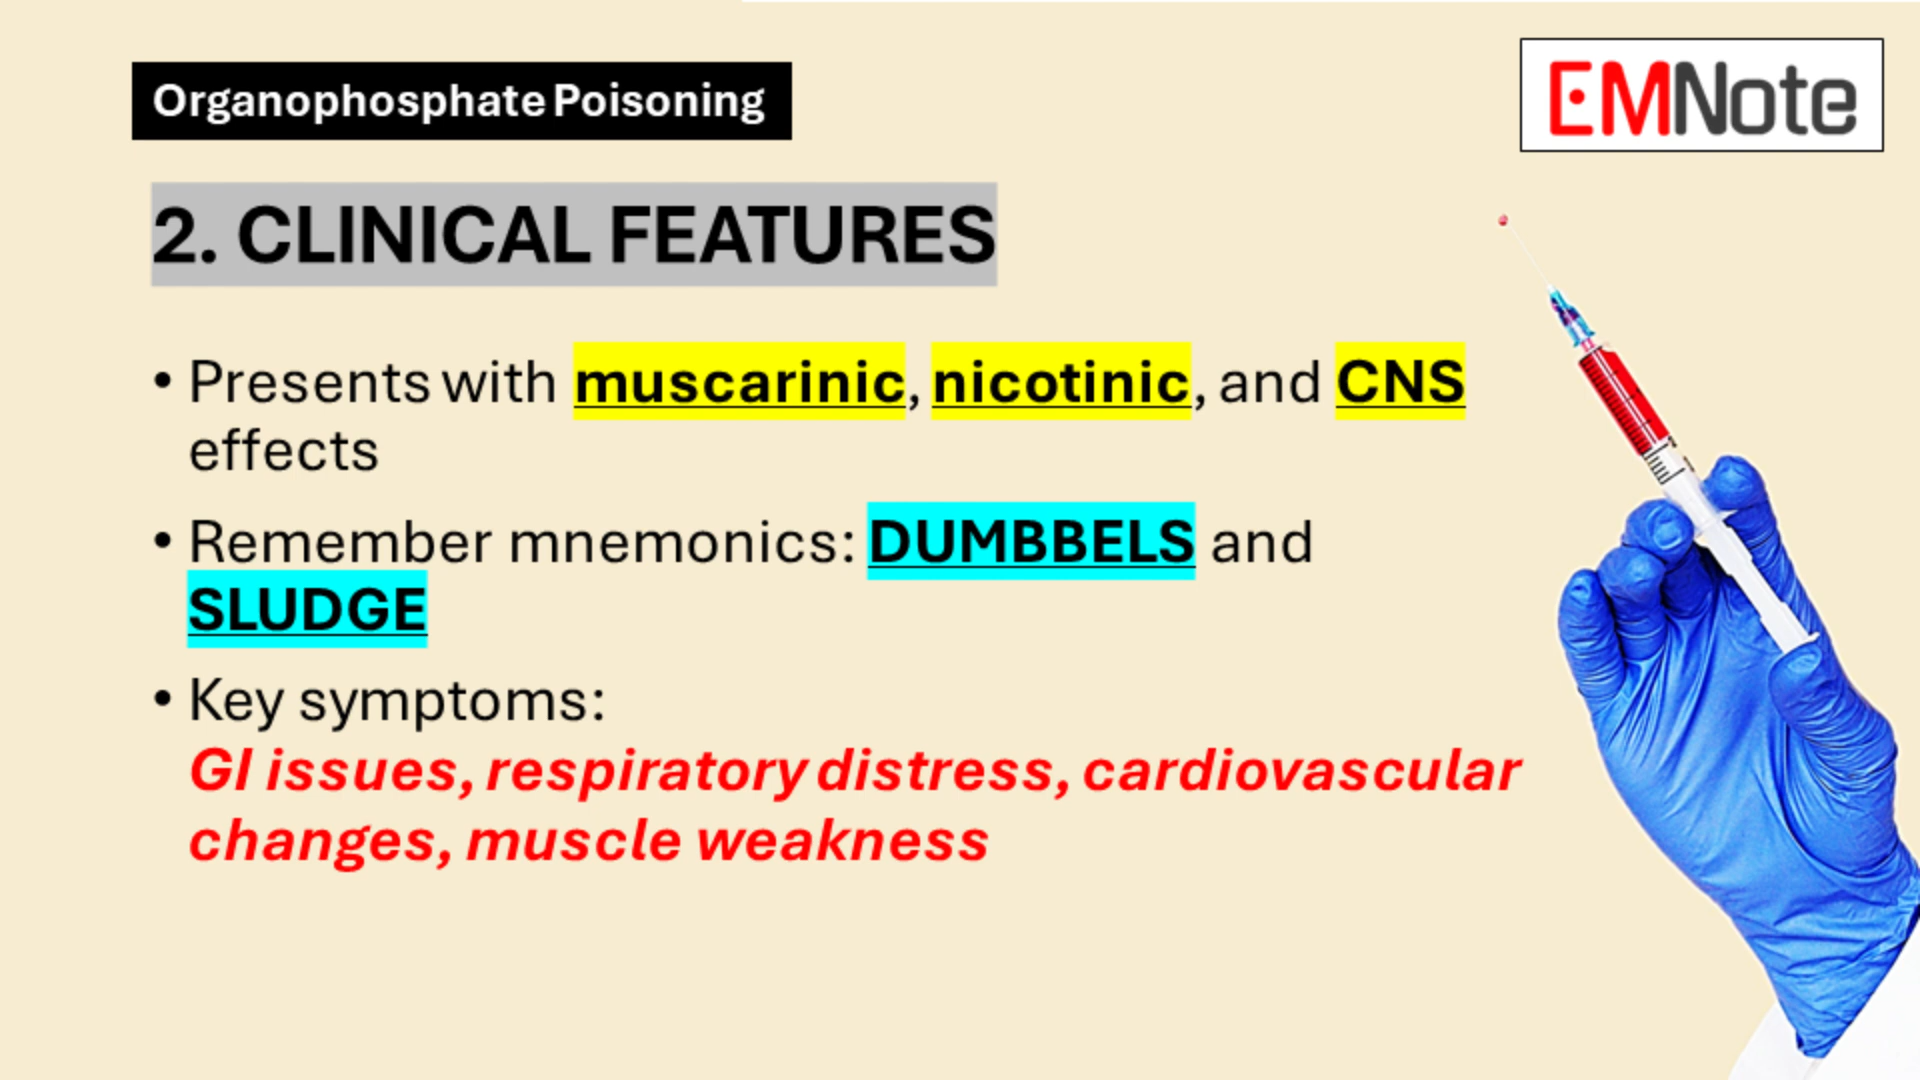 Organophosphate Poisoning
EMNote
2. CLINICAL FEATURES
• Presents with muscarinic, nicotinic, and CNS
effects
• Remember mnemonics: DUMBBELS and
SLUDGE
• Key symptoms:
GI issues, respiratory distress, cardiovascular
changes, muscle weakness